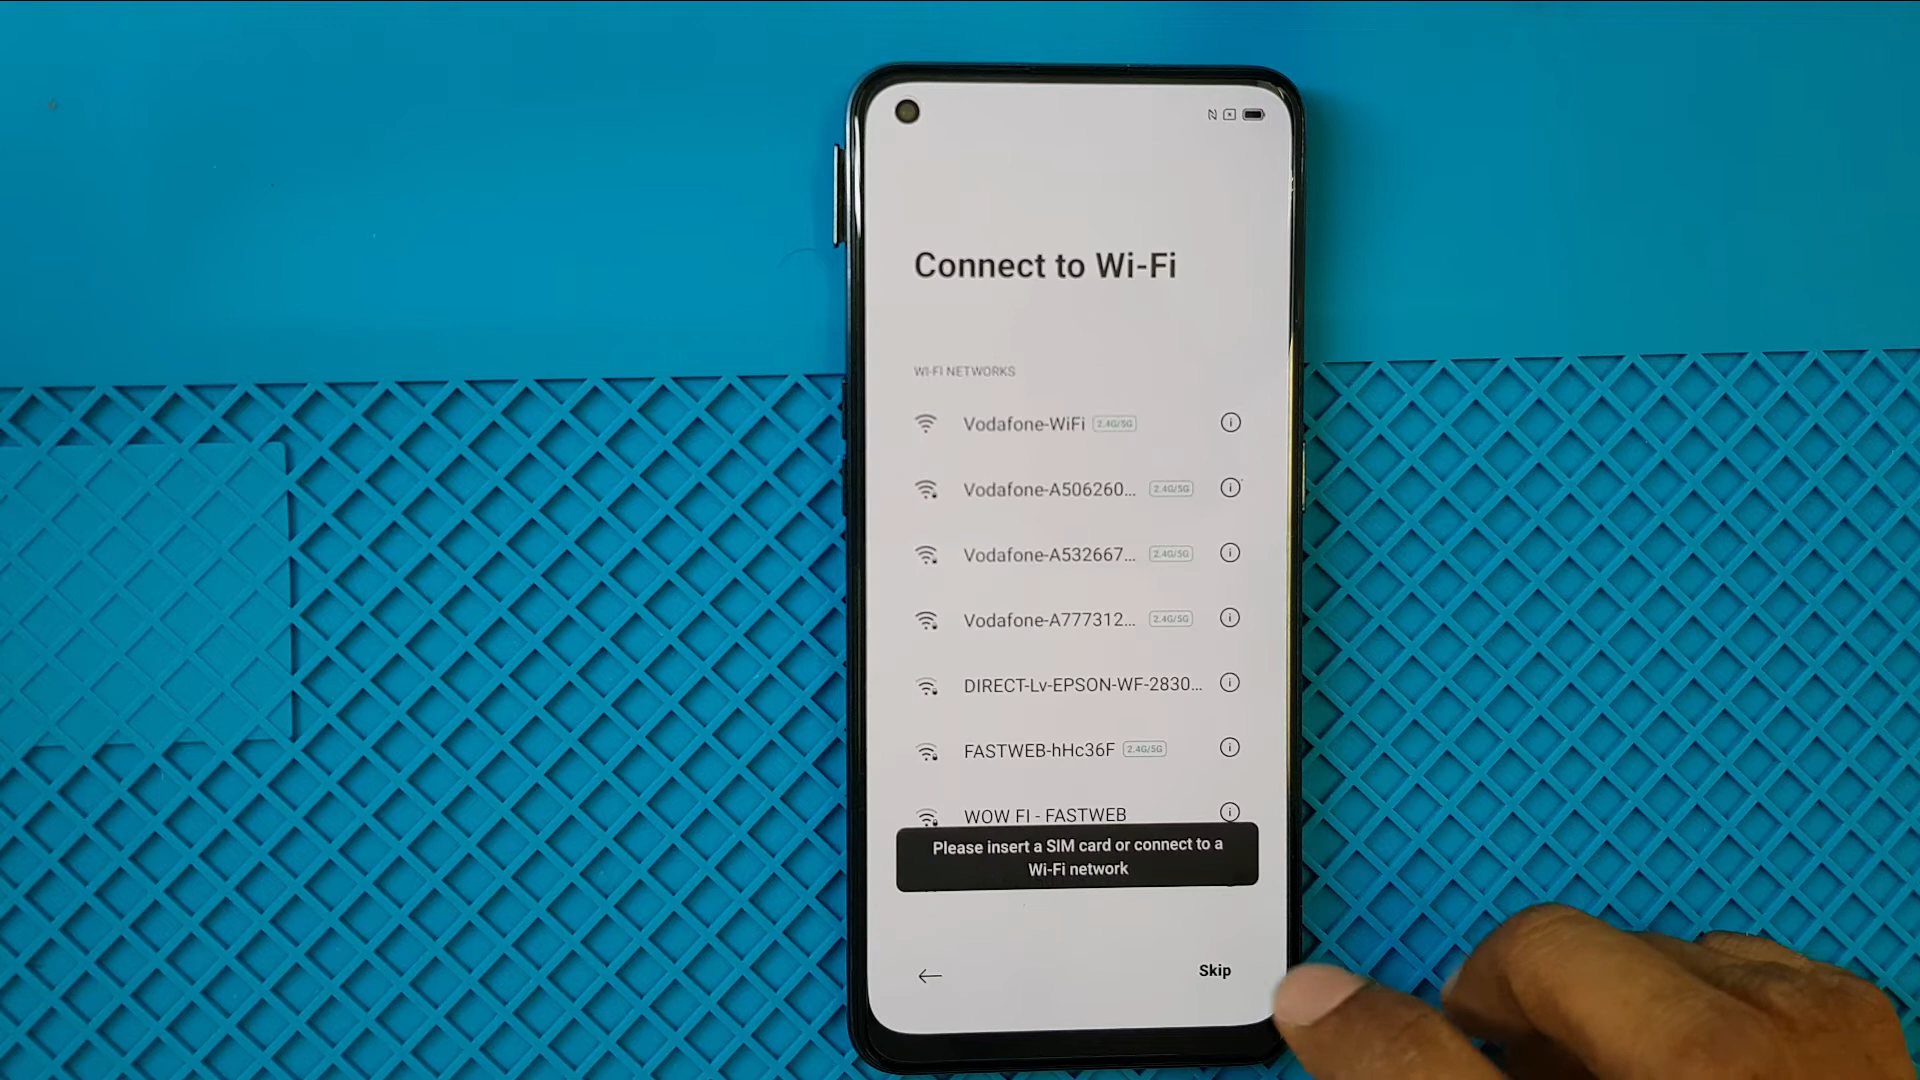 Connect to Wi-Fi
WI-FI NETWORKS
Vodafone-WiFi 2.4G/5G
Vodafone-A506260... 2.4G/5G
Vodafone-A532667... 2.4G/5G
Vodafone-A777312... 2.4G/5G
DIRECT-Lv-EPSON-WF-2830...
FASTWEB-hHc36F 2.4G/5G
WOW FI - FASTWEB
Please insert a SIM card or connect to a
Wi-Fi network
Skip